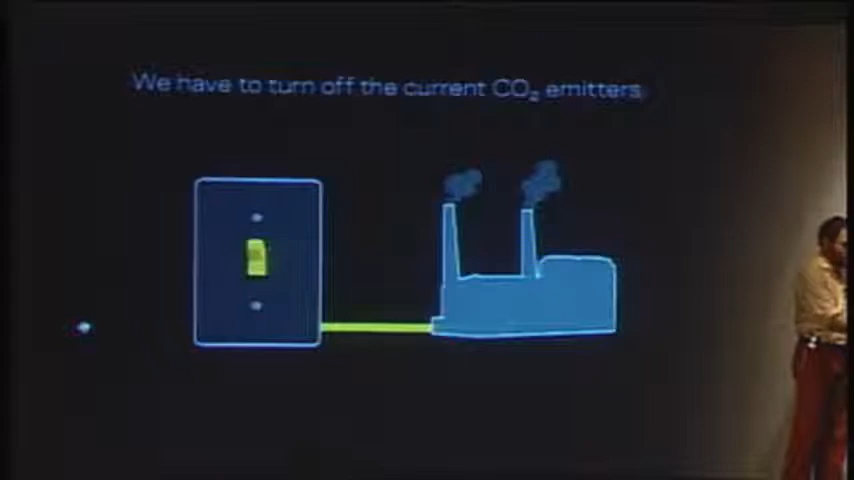 We have to turn off the current CO₂ emitters.